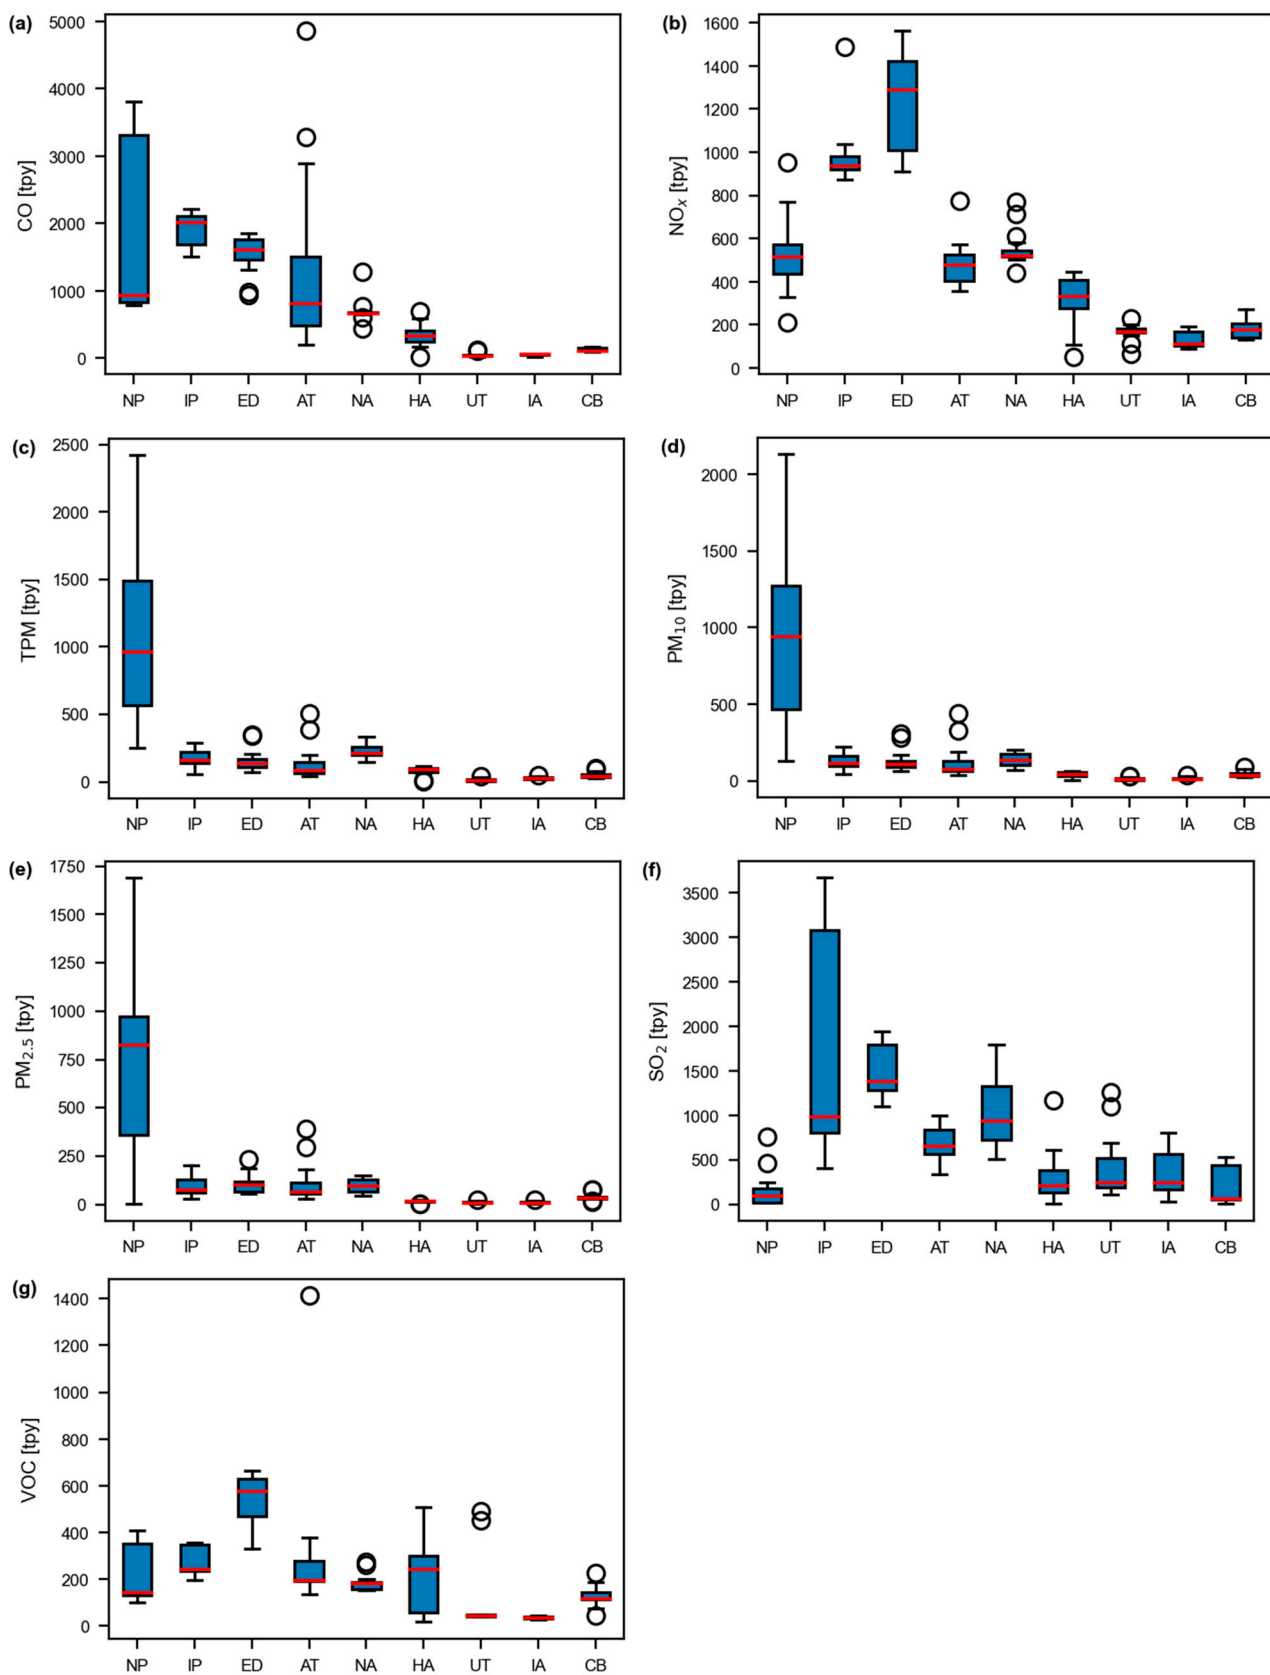 (a)
5000
4000
3000
2000
1000
0
CO [tpy]
NP IP ED AT NA HA UT IA CB
(b)
1600
1400
1200
1000
800
600
400
200
0
NOx [tpy]
NP IP ED AT NA HA UT IA CB
(c)
2500
2000
1500
1000
500
0
TPM [tpy]
NP IP ED AT NA HA UT IA CB
(d)
2000
1500
1000
500
0
PM10 [tpy]
NP IP ED AT NA HA UT IA CB
(e)
1750
1500
1250
1000
750
500
250
0
PM2.5 [tpy]
NP IP ED AT NA HA UT IA CB
(f)
3500
3000
2500
2000
1500
1000
500
0
SO2 [tpy]
NP IP ED AT NA HA UT IA CB
(g)
1400
1200
1000
800
600
400
200
0
VOC [tpy]
NP IP ED AT NA HA UT IA CB